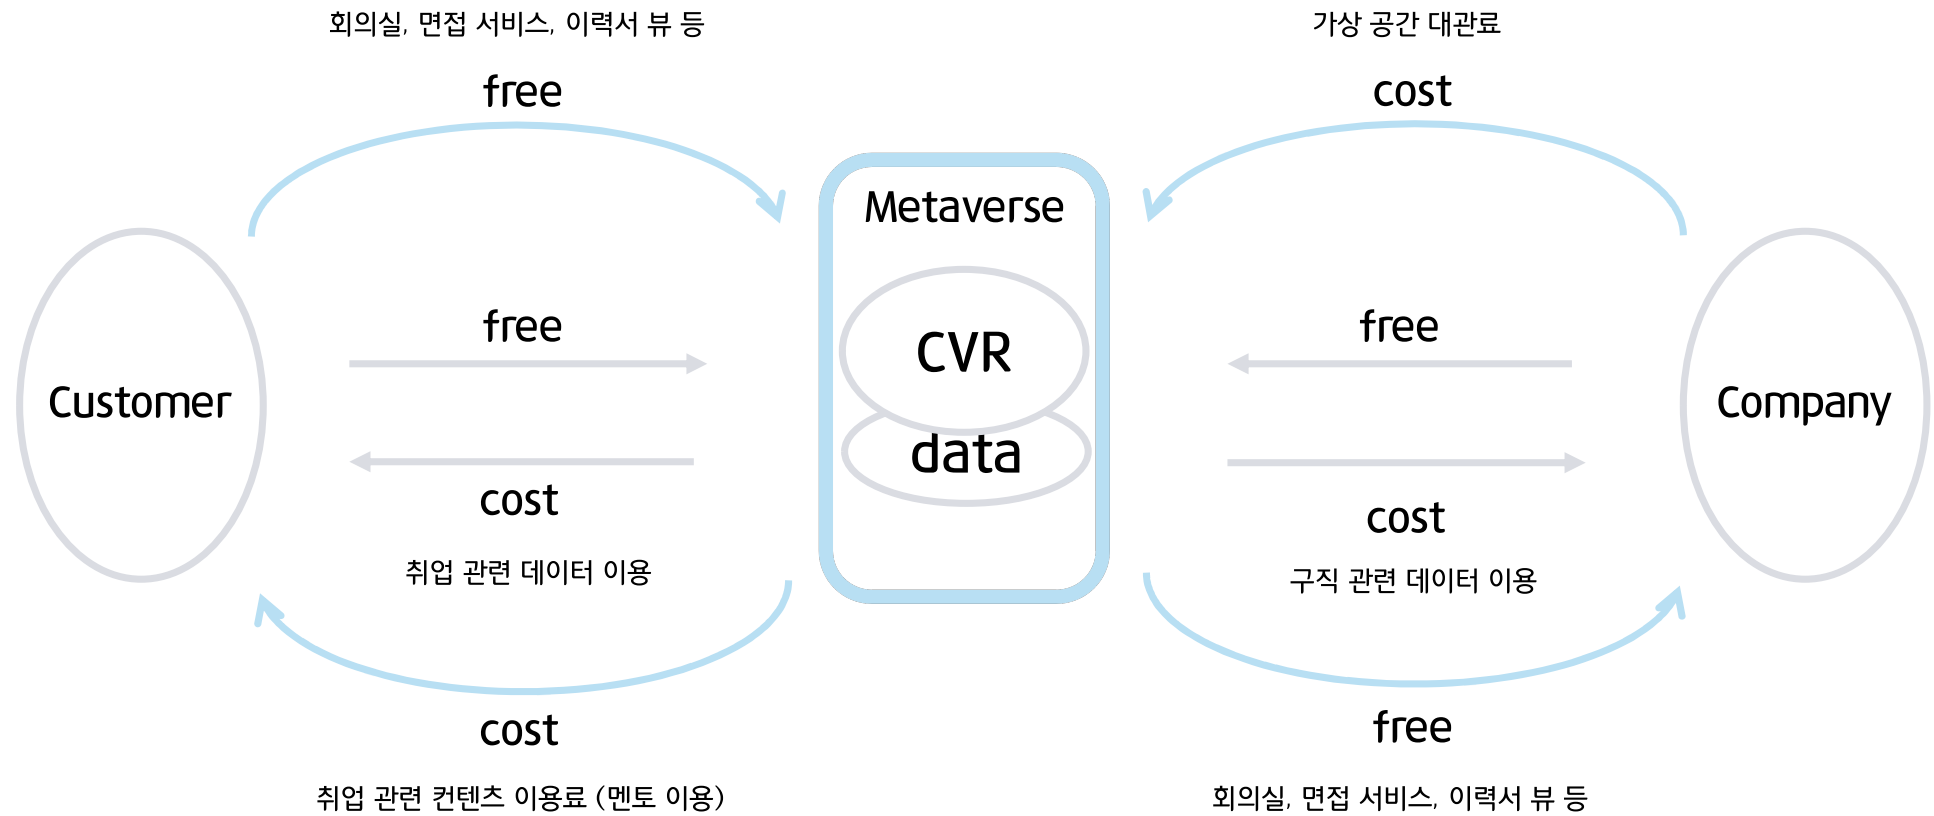 회의실, 면접 서비스, 이력서 뷰 등
가상 공간 대관료
free
cost
Metaverse
free
free
CVR
Customer
Company
data
cost
cost
취업 관련 데이터 이용
구직 관련 데이터 이용
cost
free
취업 관련 컨텐츠 이용료 (멘토 이용)
회의실, 면접 서비스, 이력서 뷰 등